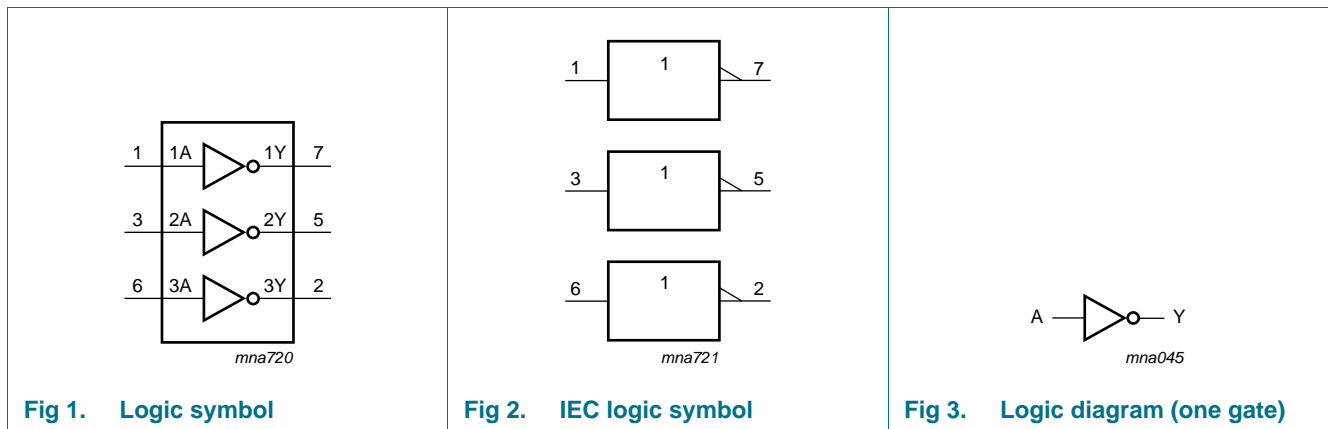 1 1A 1Y 7
3 2A 2Y 5
6 3A 3Y 2
mna720
Fig 1. Logic symbol
1 1 7
3 1 5
6 1 2
mna721
Fig 2. IEC logic symbol
A Y
mna045
Fig 3. Logic diagram (one gate)